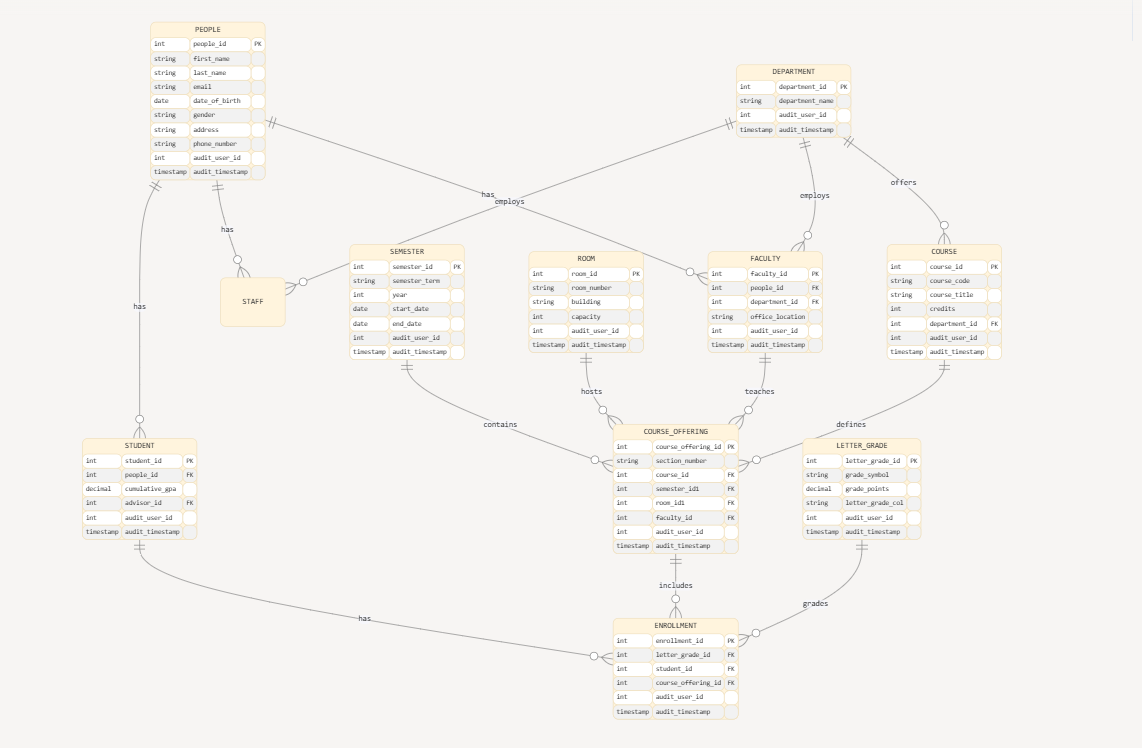 PEOPLE
int people_id PK
string first_name
string last_name
string email
date date_of_birth
string gender
string address
string phone_number
int audit_user_id
timestamp audit_timestamp
DEPARTMENT
int department_id PK
string department_name
int audit_user_id
timestamp audit_timestamp
has
employs
employs
offers
has
has
STAFF
SEMESTER
int semester_id PK
string semester_term
int year
date start_date
date end_date
int audit_user_id
timestamp audit_timestamp
ROOM
int room_id PK
string room_number
string building
int capacity
int audit_user_id
timestamp audit_timestamp
FACULTY
int faculty_id PK
int people_id FK
int department_id FK
string office_location
int audit_user_id
timestamp audit_timestamp
COURSE
int course_id PK
string course_code
string course_title
int credits
int department_id FK
int audit_user_id
timestamp audit_timestamp
hosts
teaches
contains
defines
STUDENT
int student_id PK
int people_id FK
decimal cumulative_gpa
int advisor_id FK
int audit_user_id
timestamp audit_timestamp
COURSE_OFFERING
int course_offering_id PK
string section_number
int course_id FK
int semester_id1 FK
int room_id1 FK
int faculty_id FK
int audit_user_id
timestamp audit_timestamp
LETTER_GRADE
int letter_grade_id PK
string grade_symbol
decimal grade_points
string letter_grade_col
int audit_user_id
timestamp audit_timestamp
includes
grades
has
ENROLLMENT
int enrollment_id PK
int letter_grade_id FK
int student_id FK
int course_offering_id FK
int audit_user_id
timestamp audit_timestamp